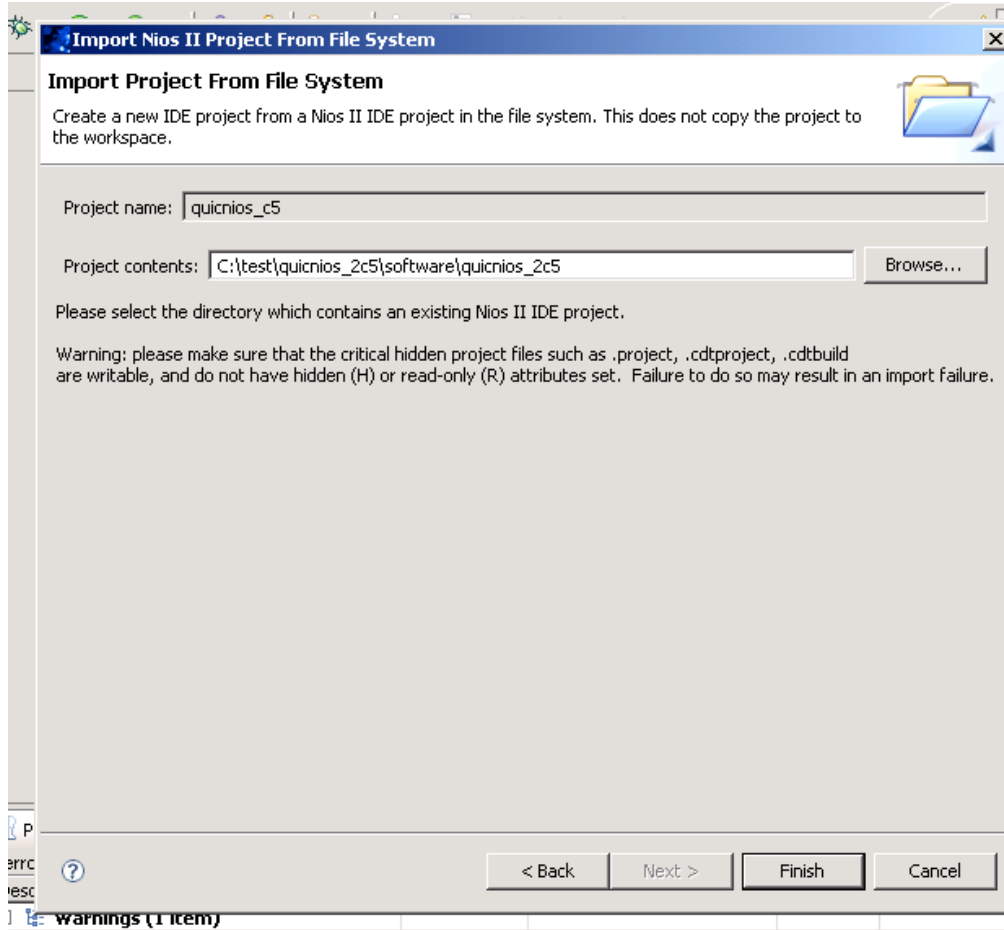 Import Nios II Project From File System
Import Project From File System
Create a new IDE project from a Nios II IDE project in the file system. This does not copy the project to
the workspace.
Project name: quicnios_c5
Project contents: C:\test\quicnios_2c5\software\quicnios_2c5 Browse...
Please select the directory which contains an existing Nios II IDE project.
Warning: please make sure that the critical hidden project files such as .project, .cdtproject, .cdtbuild
are writable, and do not have hidden (H) or read-only (R) attributes set. Failure to do so may result in an import failure.
P
erro
? < Back Next > Finish Cancel
esc
Warnings (1 item)